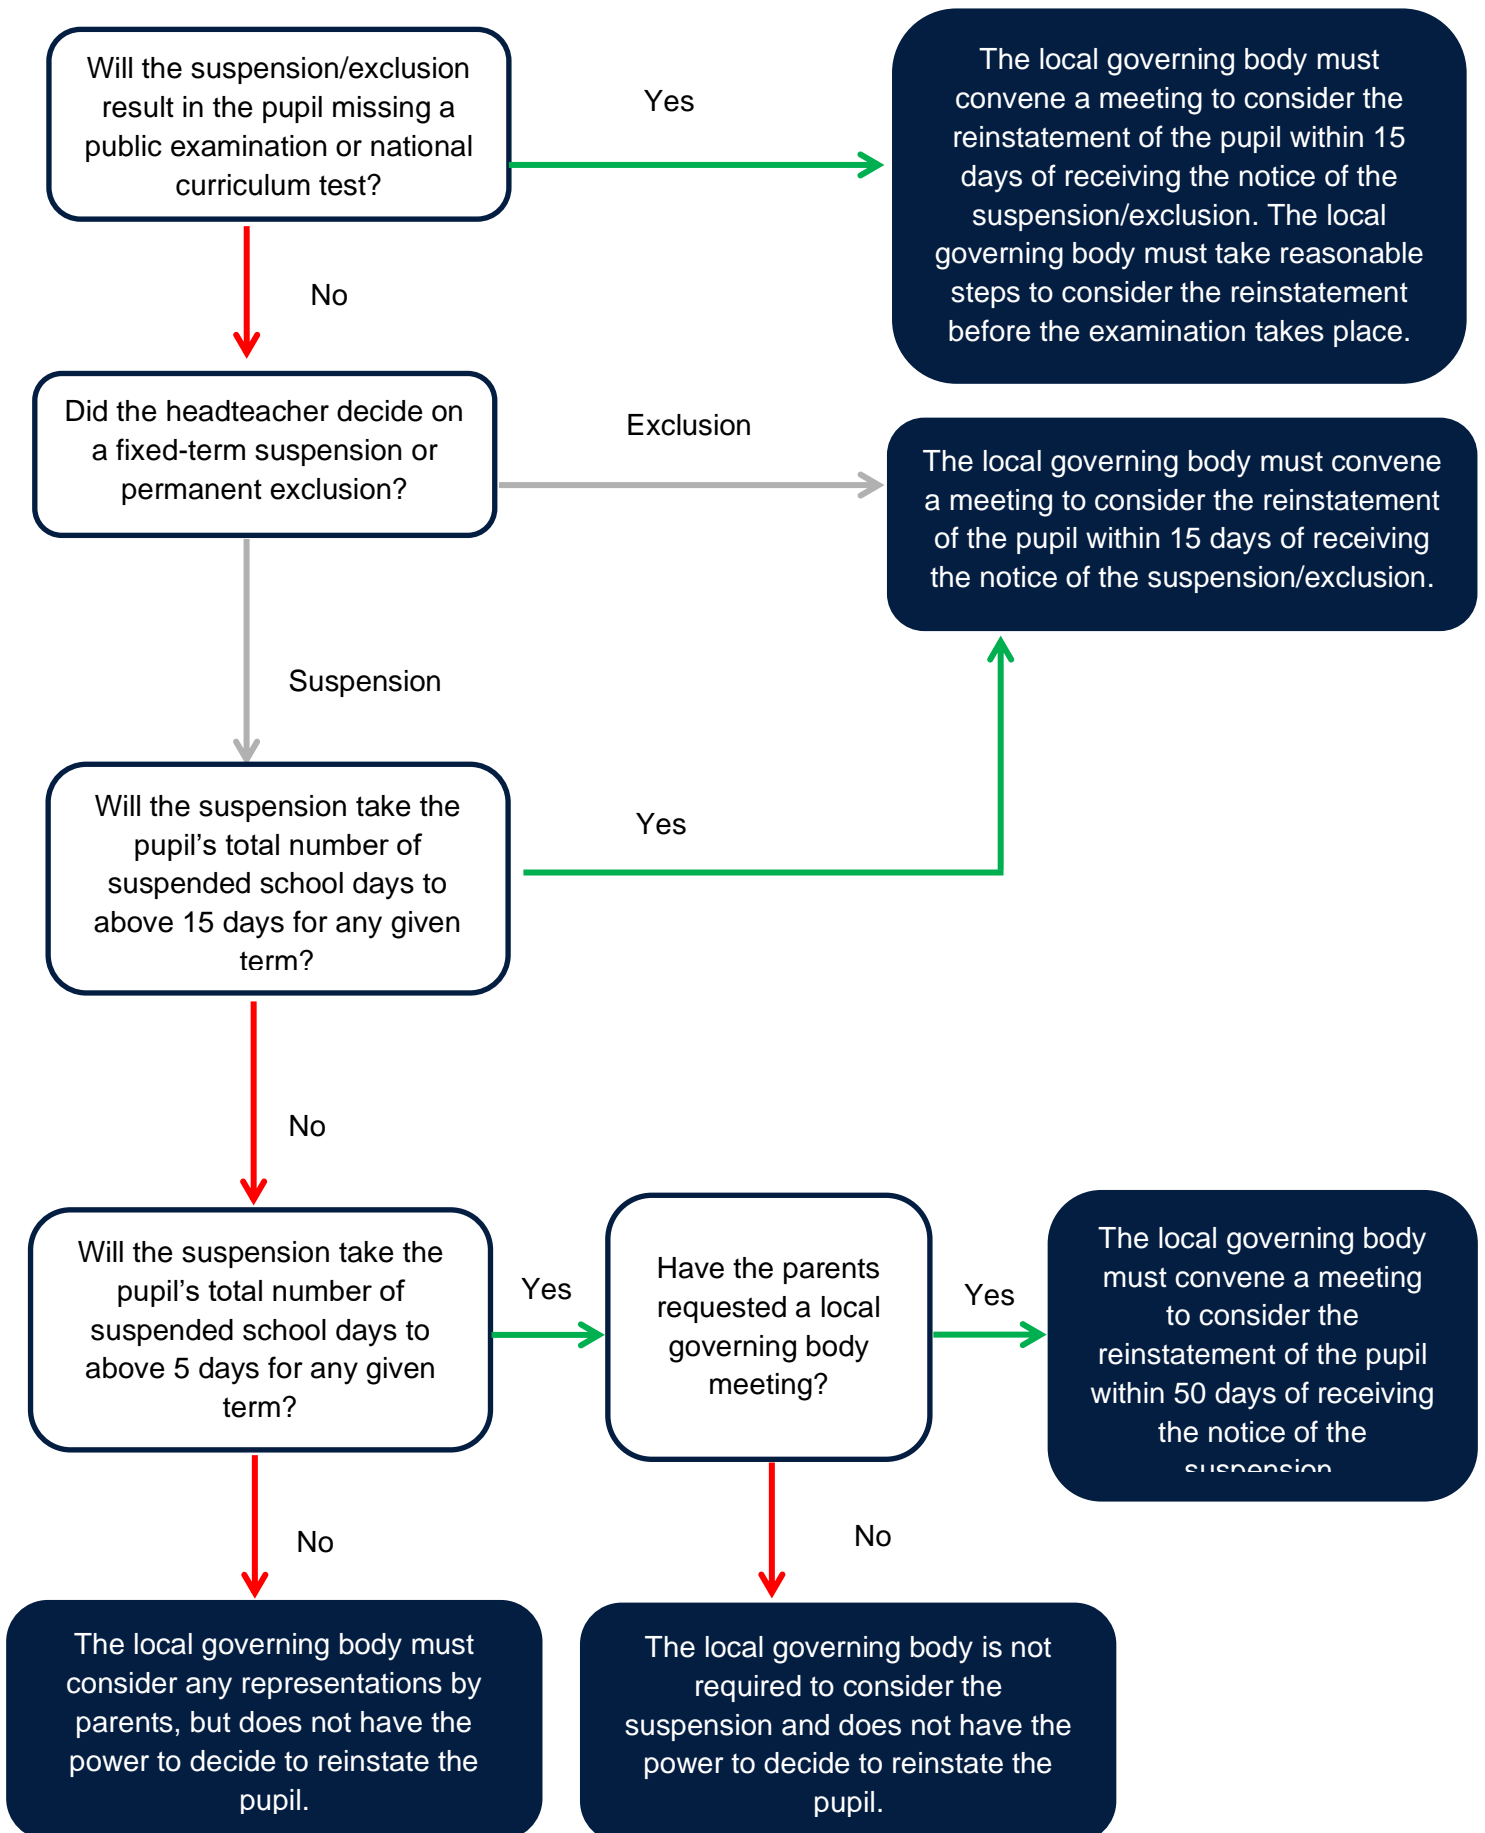 Will the suspension/exclusion
result in the pupil missing a
public examination or national
curriculum test?
Yes
The local governing body must
convene a meeting to consider the
reinstatement of the pupil within 15
days of receiving the notice of the
suspension/exclusion. The local
governing body must take reasonable
steps to consider the reinstatement
before the examination takes place.
No
Did the headteacher decide on
a fixed-term suspension or
permanent exclusion?
Exclusion
The local governing body must convene
a meeting to consider the reinstatement
of the pupil within 15 days of receiving
the notice of the suspension/exclusion.
Suspension
Will the suspension take the
pupil’s total number of
suspended school days to
above 15 days for any given
term?
Yes
No
Will the suspension take the
pupil’s total number of
suspended school days to
above 5 days for any given
term?
Yes
Have the parents
requested a local
governing body
meeting?
Yes
The local governing body
must convene a meeting
to consider the
reinstatement of the pupil
within 50 days of receiving
the notice of the
suspension
No
No
The local governing body must
consider any representations by
parents, but does not have the
power to decide to reinstate the
pupil.
The local governing body is not
required to consider the
suspension and does not have the
power to decide to reinstate the
pupil.